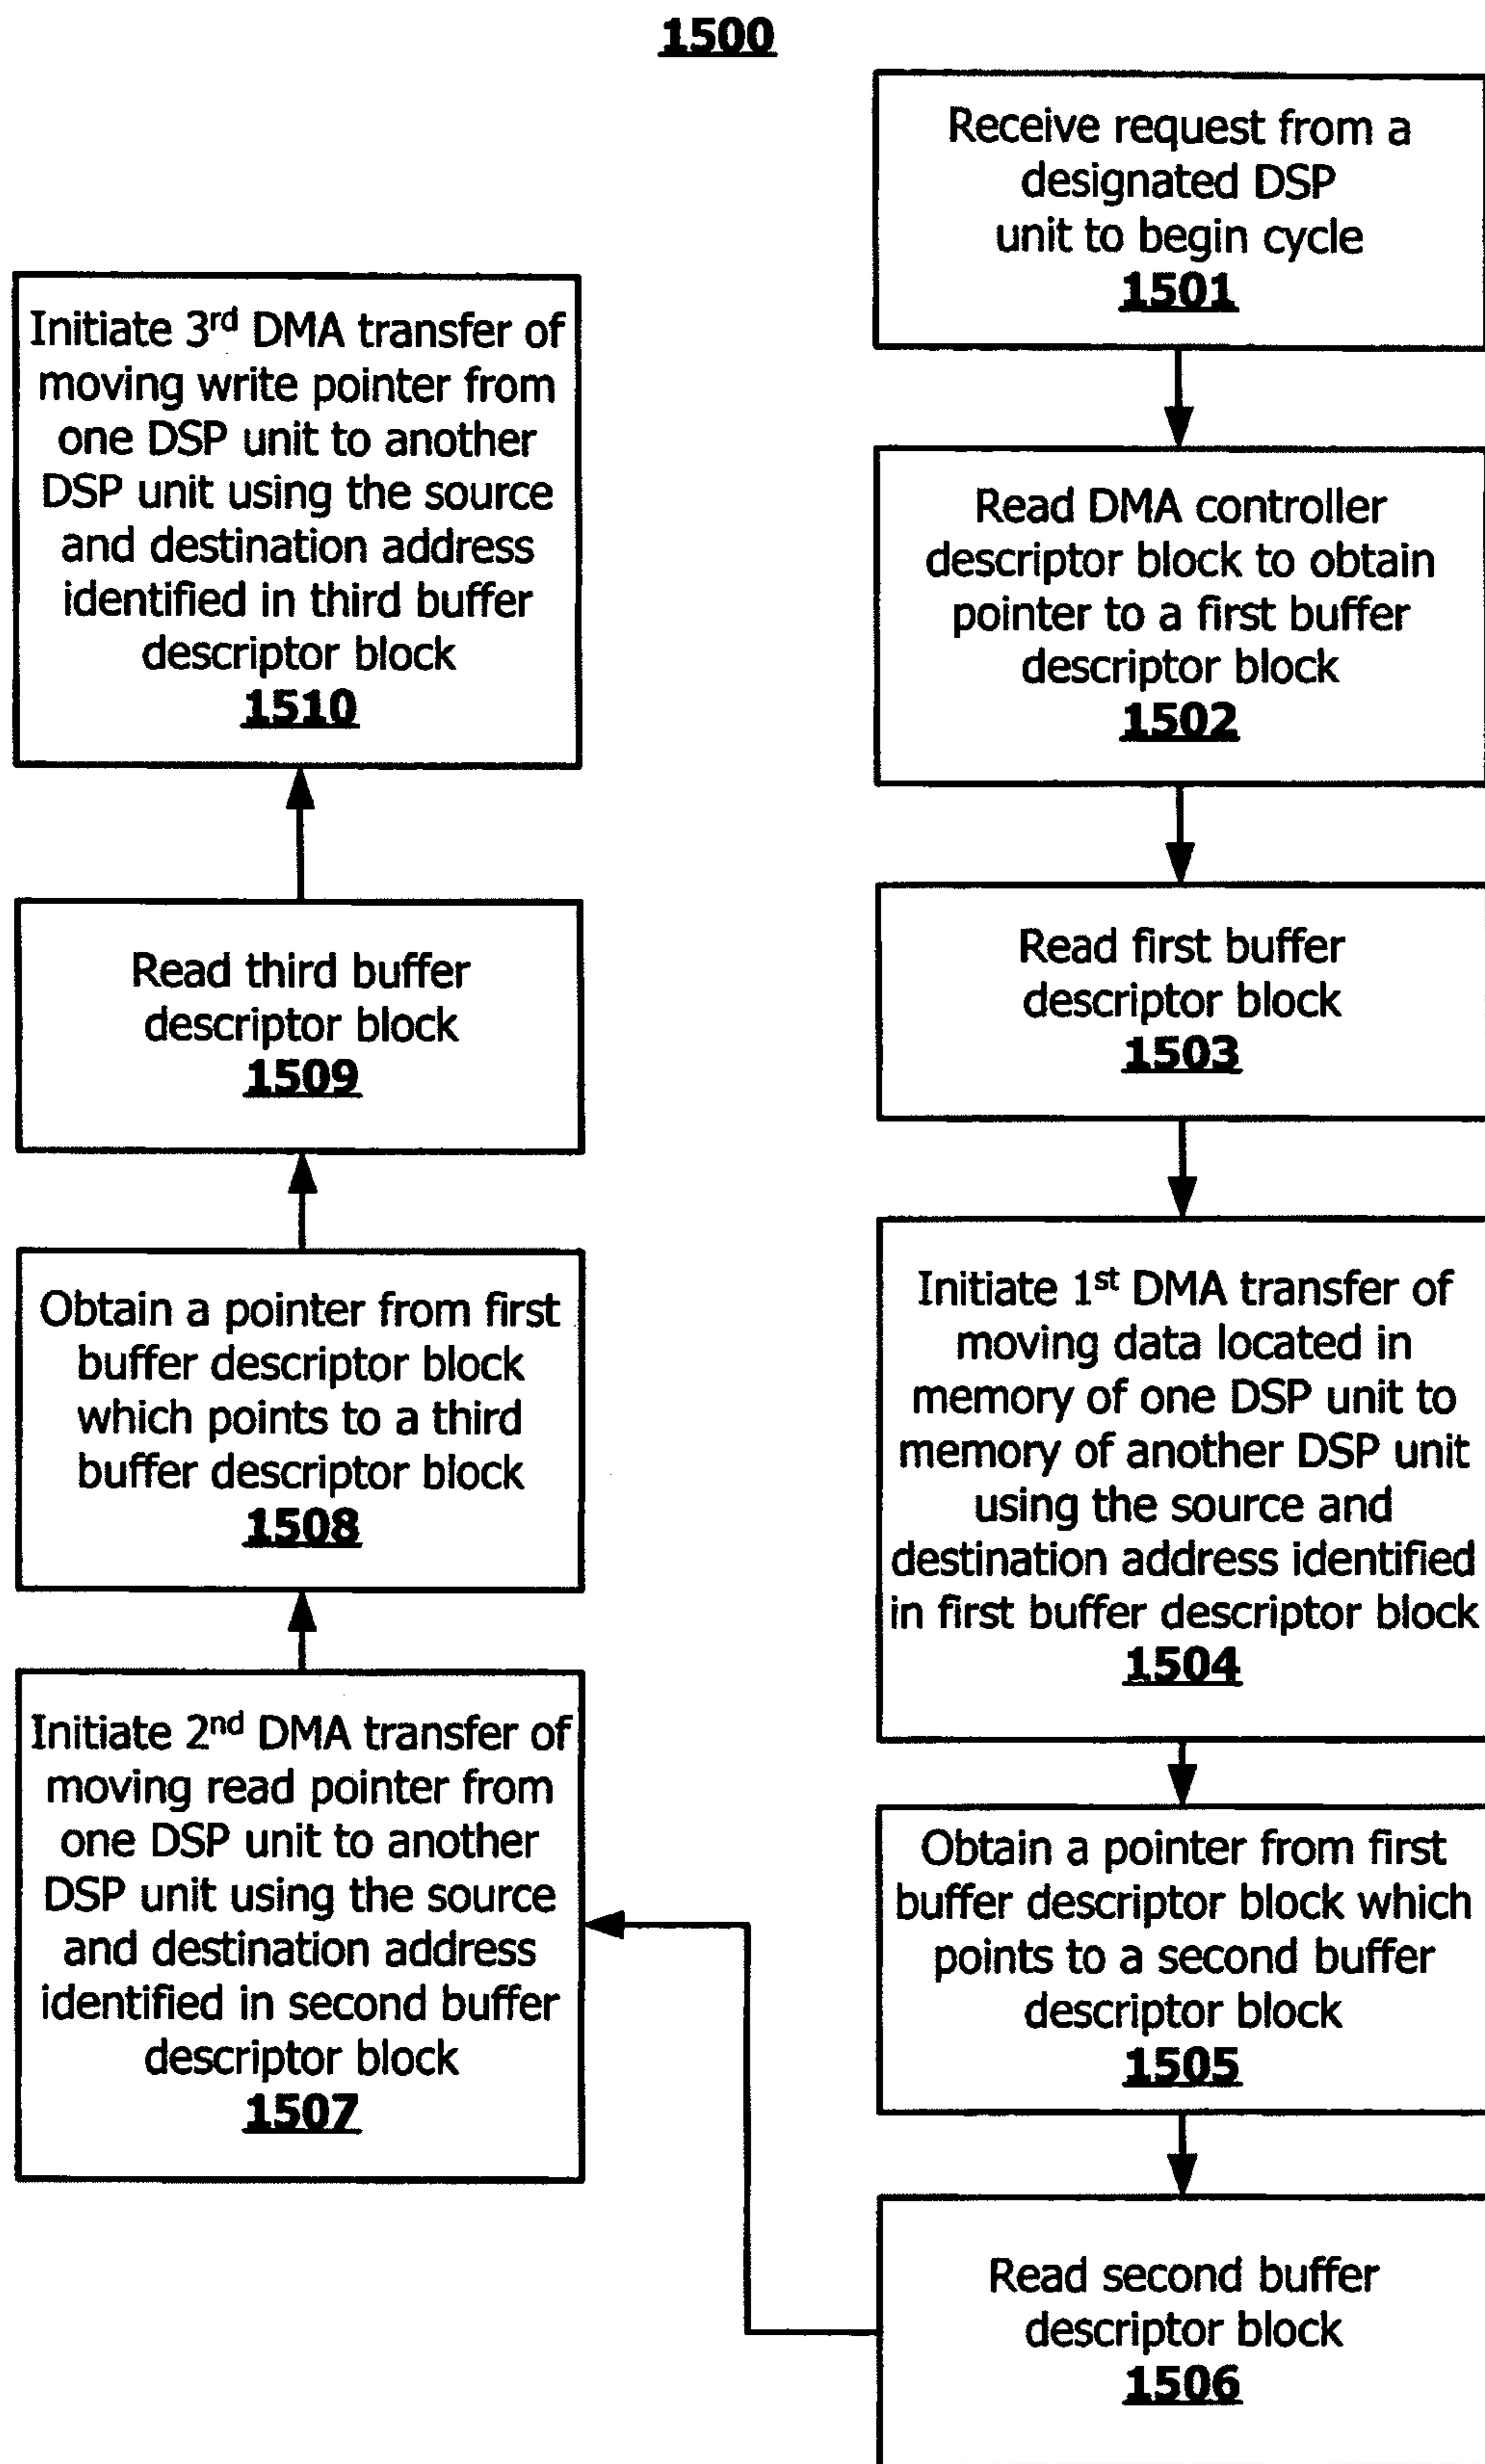 1500
Receive request from a
designated DSP
unit to begin cycle
1501
Read DMA controller
descriptor block to obtain
pointer to a first buffer
descriptor block
1502
Read first buffer
descriptor block
1503
Initiate 1st DMA transfer of
moving data located in
memory of one DSP unit to
memory of another DSP unit
using the source and
destination address identified
in first buffer descriptor block
1504
Obtain a pointer from first
buffer descriptor block which
points to a second buffer
descriptor block
1505
Read second buffer
descriptor block
1506
Initiate 2nd DMA transfer of
moving read pointer from
one DSP unit to another
DSP unit using the source
and destination address
identified in second buffer
descriptor block
1507
Obtain a pointer from first
buffer descriptor block
which points to a third
buffer descriptor block
1508
Read third buffer
descriptor block
1509
Initiate 3rd DMA transfer of
moving write pointer from
one DSP unit to another
DSP unit using the source
and destination address
identified in third buffer
descriptor block
1510